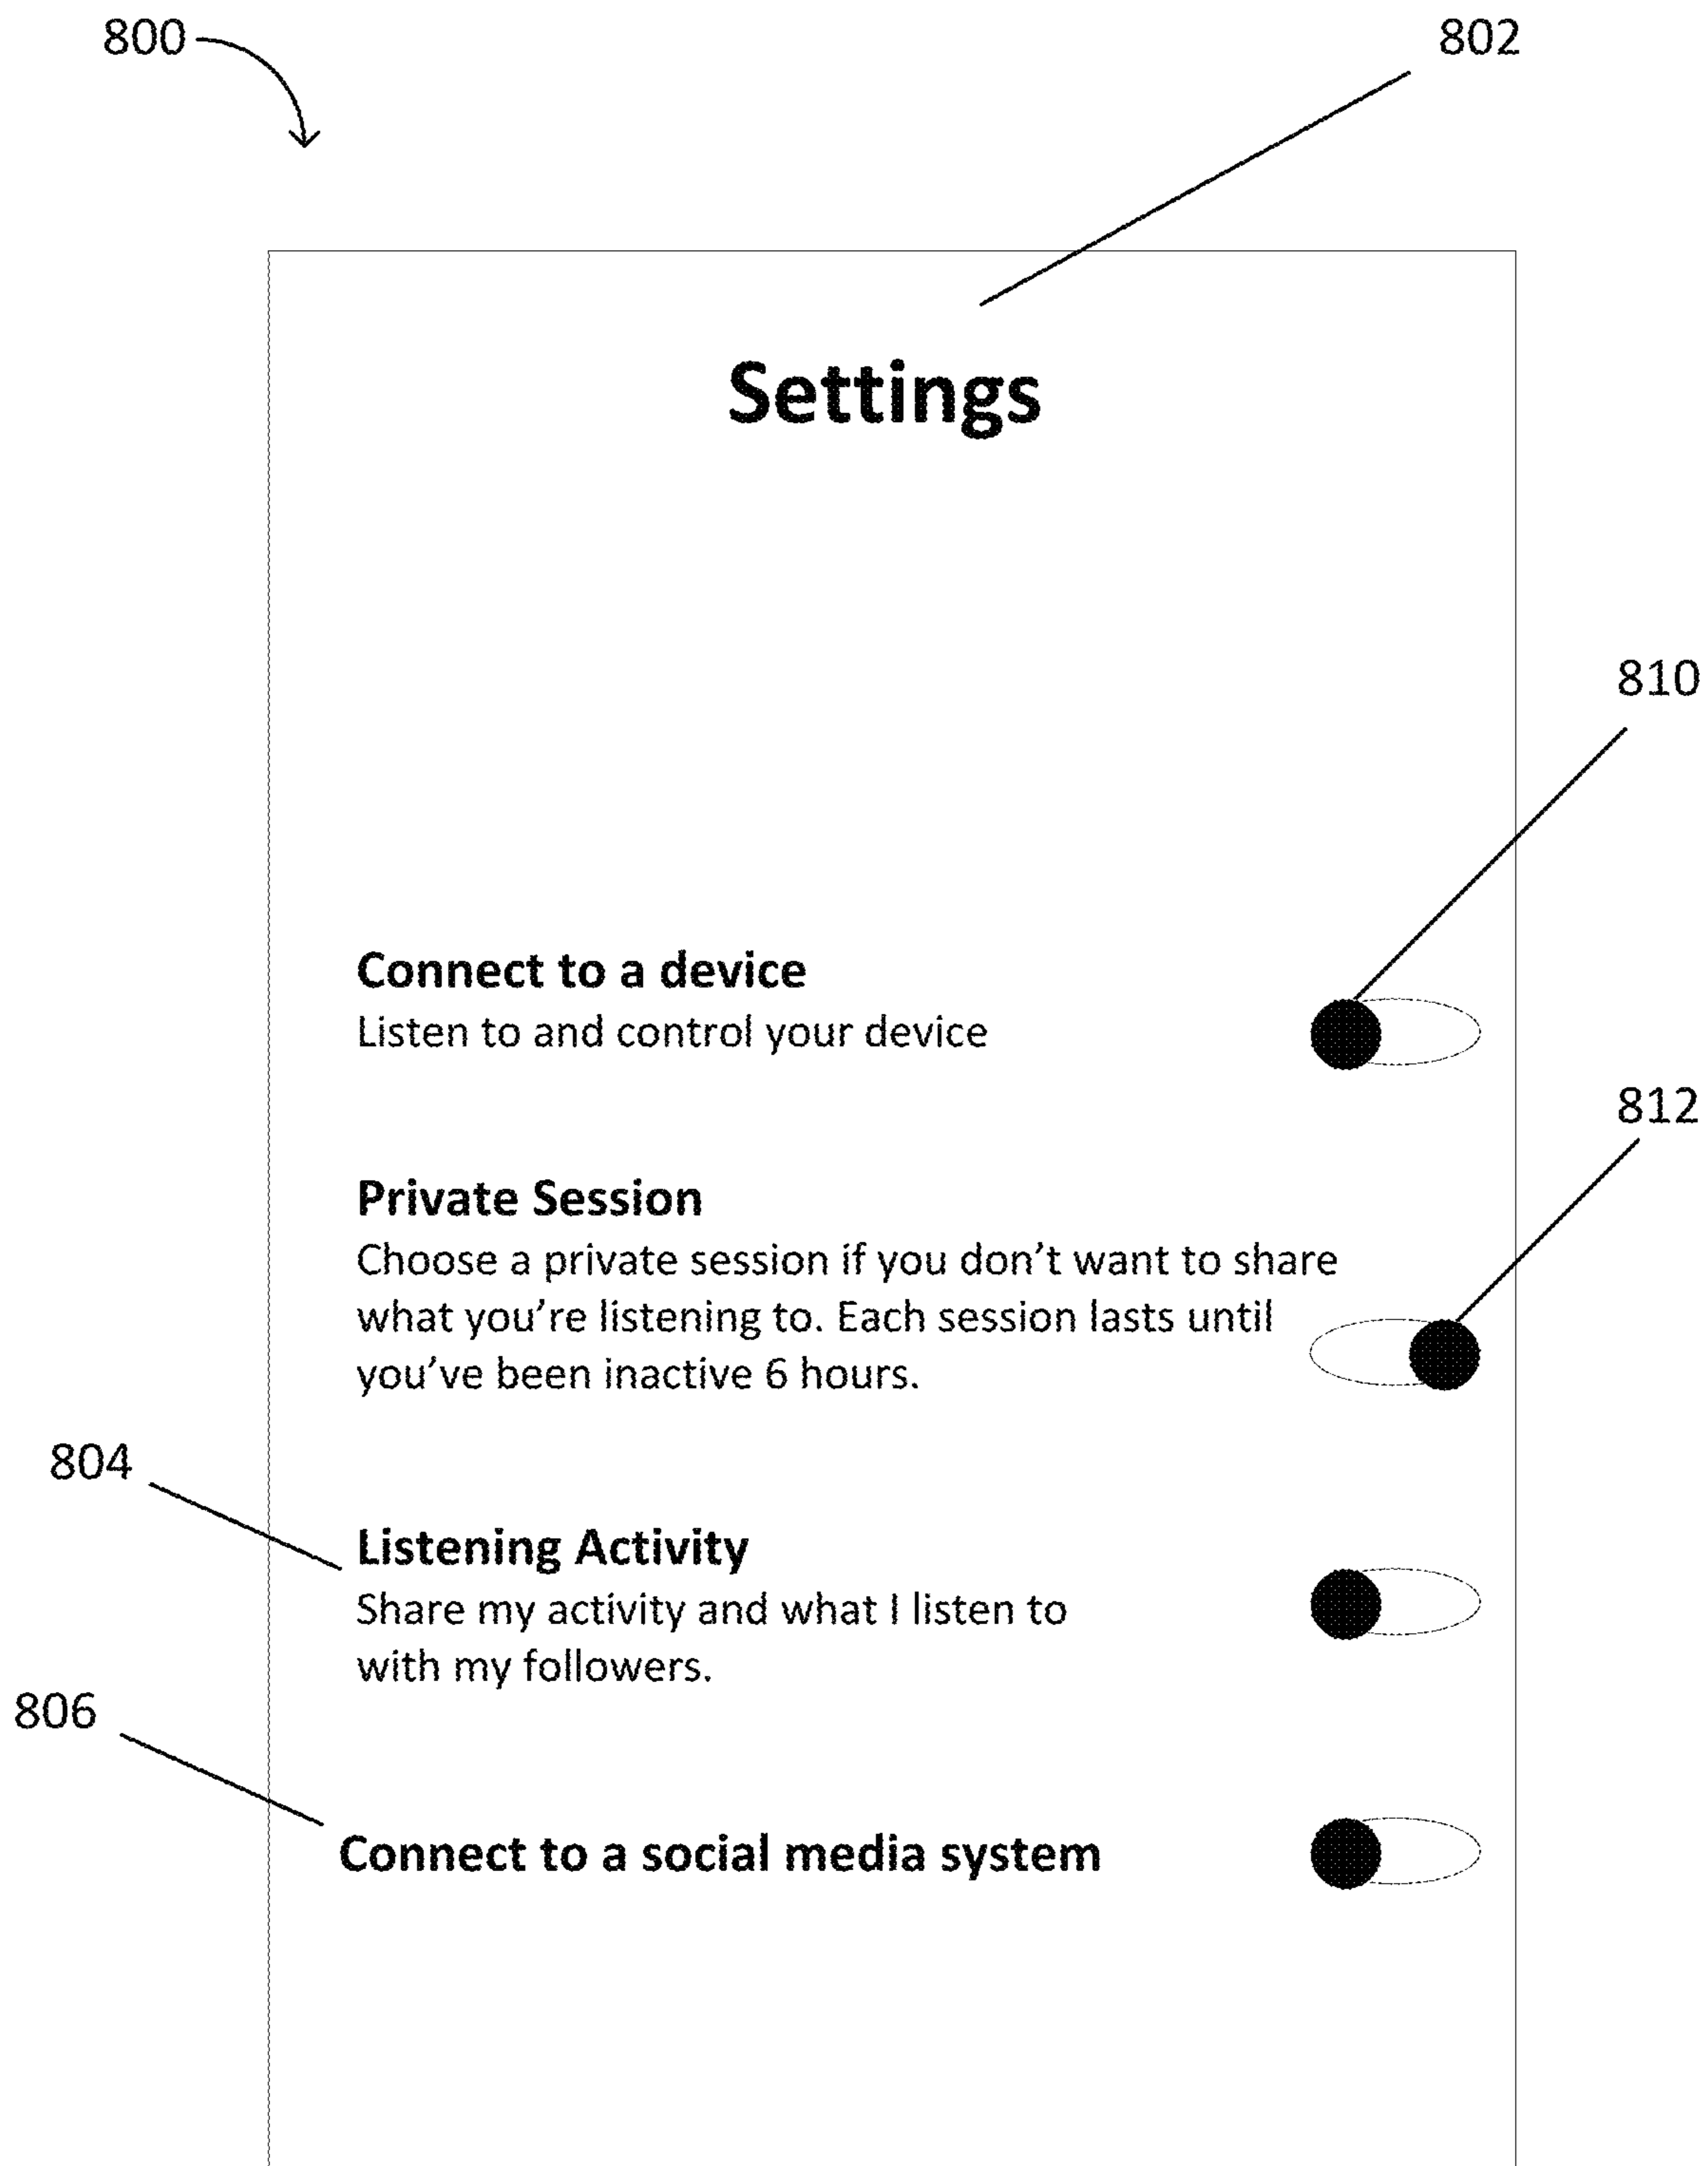 800
802
Settings
810
Connect to a device
Listen to and control your device
812
Private Session
Choose a private session if you don't want to share
what you're listening to. Each session lasts until
you've been inactive 6 hours.
804
Listening Activity
Share my activity and what I listen to
with my followers.
806
Connect to a social media system